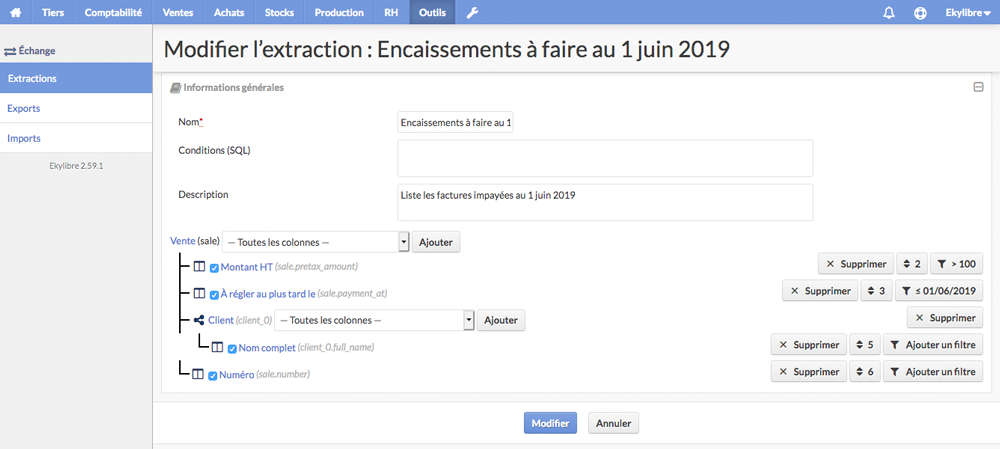 Tiers Comptabilité Ventes Achats Stocks Production RH Outils Ekylibre
Échange
Extractions
Exports
Imports
Ekylibre 2.59.1
Modifier l’extraction : Encaissements à faire au 1 juin 2019
Informations générales
Nom* Encaissements à faire au 1
Conditions (SQL)
Description Liste les factures impayées au 1 juin 2019
Vente (sale) — Toutes les colonnes — Ajouter
Montant HT (sale.pretax_amount) Supprimer 2 > 100
À régler au plus tard le (sale.payment_at) Supprimer 3 ≤ 01/06/2019
Client (client_0) — Toutes les colonnes — Ajouter Supprimer
Nom complet (client_0.full_name) Supprimer 5 Ajouter un filtre
Numéro (sale.number) Supprimer 6 Ajouter un filtre
Modifier Annuler